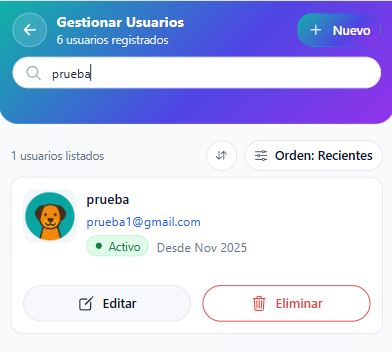 Gestionar Usuarios
6 usuarios registrados
Nuevo
prueba
1 usuarios listados
Orden: Recientes
prueba
prueba1@gmail.com
Activo
Desde Nov 2025
Editar
Eliminar